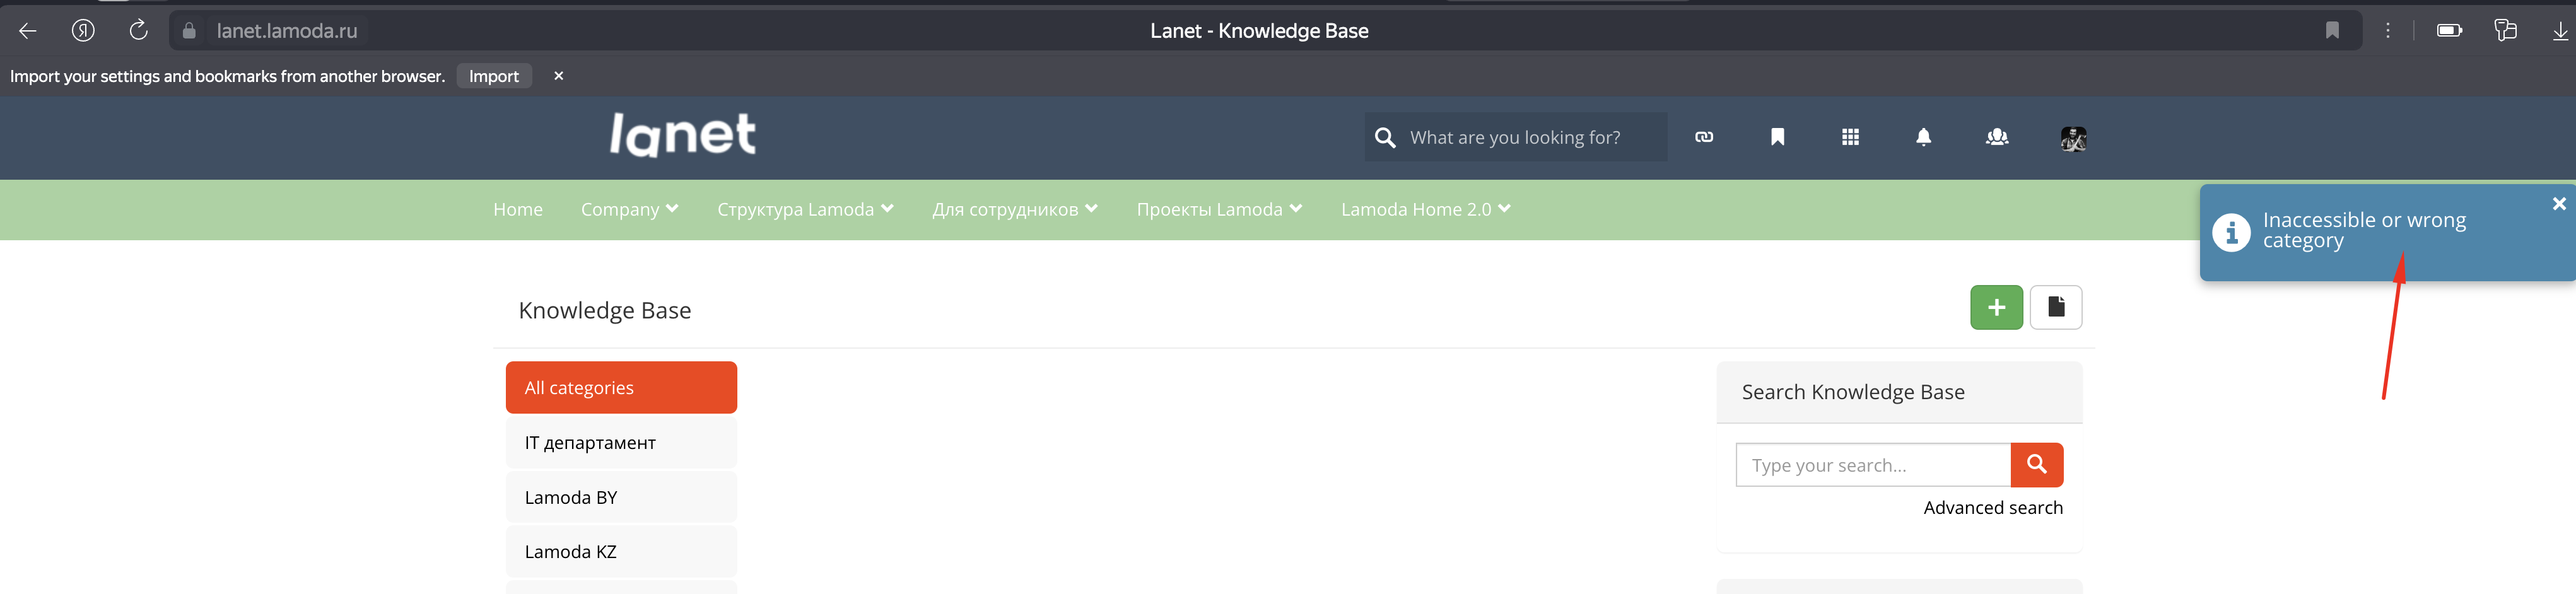 lanet.lamoda.ru
Lanet - Knowledge Base
Import your settings and bookmarks from another browser.
Import
lanet
What are you looking for?
Home
Company
Структура Lamoda
Для сотрудников
Проекты Lamoda
Lamoda Home 2.0
Inaccessible or wrong
category
Knowledge Base
All categories
IT департамент
Lamoda BY
Lamoda KZ
Search Knowledge Base
Type your search...
Advanced search